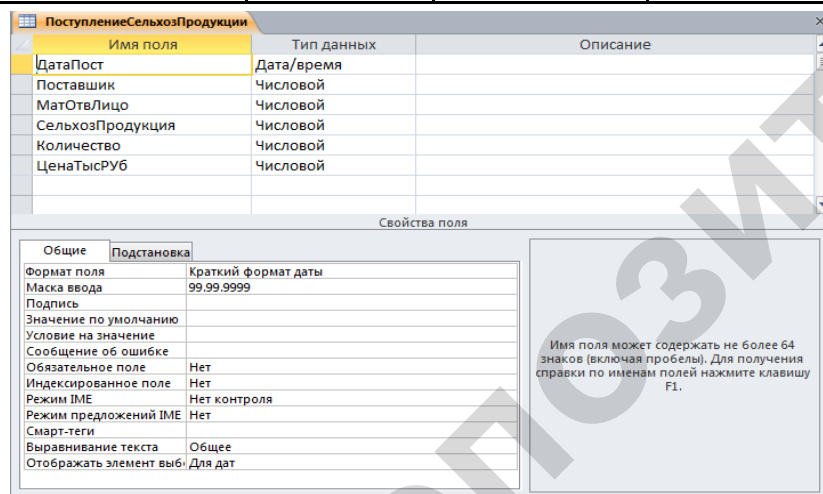 ПоступлениеСельхозПродукции
Имя поля Тип данных Описание
ДатаПост Дата/время
Поставшик Числовой
МатОтвЛицо Числовой
СельхозПродукция Числовой
Количество Числовой
ЦенаТысРУб Числовой
Свойства поля
Общие Подстановка
Формат поля Краткий формат даты
Маска ввода 99.99.9999
Подпись
Значение по умолчанию
Условие на значение
Сообщение об ошибке
Обязательное поле Нет
Индексированное поле Нет
Режим IME Нет контроля
Режим предложений IME Нет
Смарт-теги
Выравнивание текста Общее
Отображать элемент выб Для дат
Имя поля может содержать не более 64
знаков (включая пробелы). Для получения
справки по именам полей нажмите клавишу
F1.